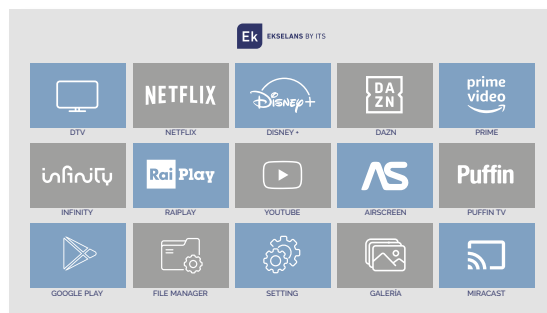 Ek EKSELANS BY ITS
NETFLIX
Disney+
DA
ZN
prime
video
DTV NETFLIX DISNEY + DAZN PRIME
infinity
Rai Play
AS
Puffin
INFINITY RAIPLAY YOUTUBE AIRSCREEN PUFFIN TV
GOOGLE PLAY FILE MANAGER SETTING GALERÍA MIRACAST